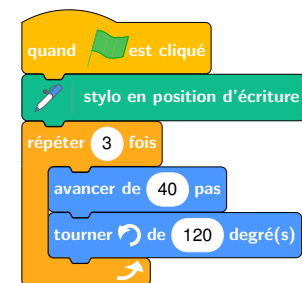 quand est cliqué
stylo en position d'écriture
répéter 3 fois
avancer de 40 pas
tourner de 120 degré(s)